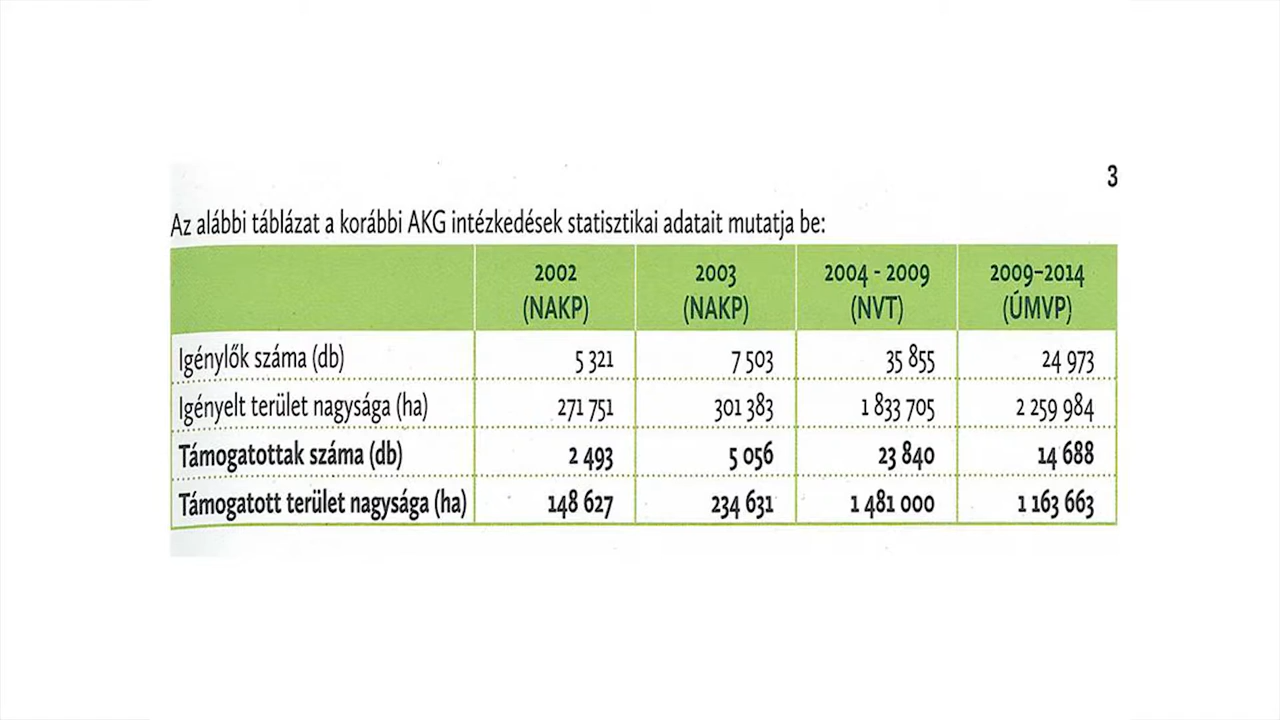 3
Az alábbi táblázat a korábbi AKG intézkedések statisztikai adatait mutatja be:
2002 2003 2004 - 2009 2009–2014
(NAKP) (NAKP) (NVT) (ÚMVP)
Igénylők száma (db) 5 321 7 503 35 855 24 973
Igényelt terület nagysága (ha) 271 751 301 383 1 833 705 2 259 984
Támogatottak száma (db) 2 493 5 056 23 840 14 688
Támogatott terület nagysága (ha) 148 627 234 631 1 481 000 1 163 663